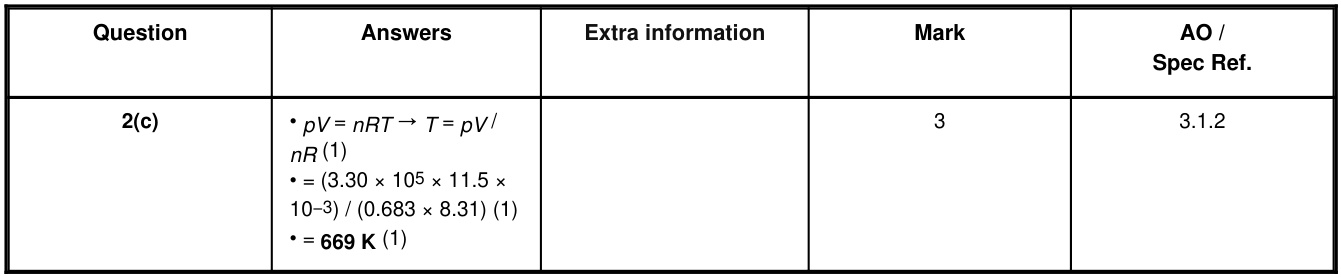 Question Answers Extra information Mark AO /
Spec Ref.
2(c) • pV = nRT → T = pV / 3 3.1.2
nR (1)
• = (3.30 × 10⁵ × 11.5 ×
10⁻³) / (0.683 × 8.31) (1)
• = 669 K (1)